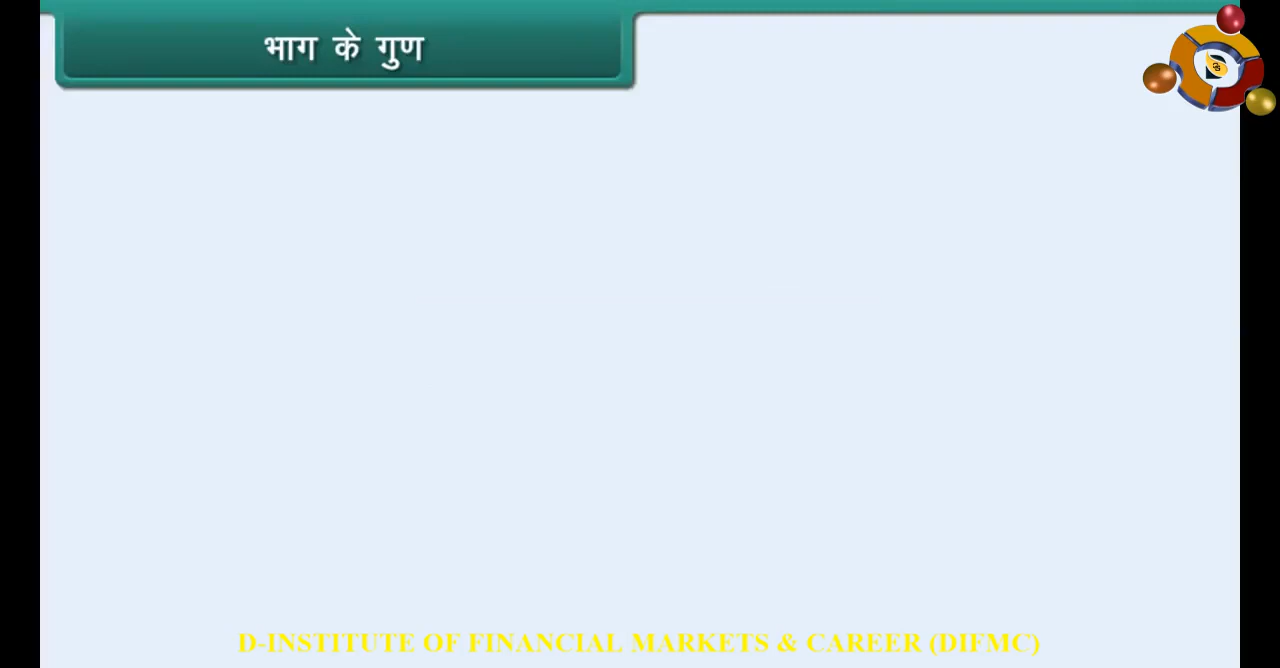 भाग के गुण
D-INSTITUTE OF FINANCIAL MARKETS & CAREER (DIFMC)